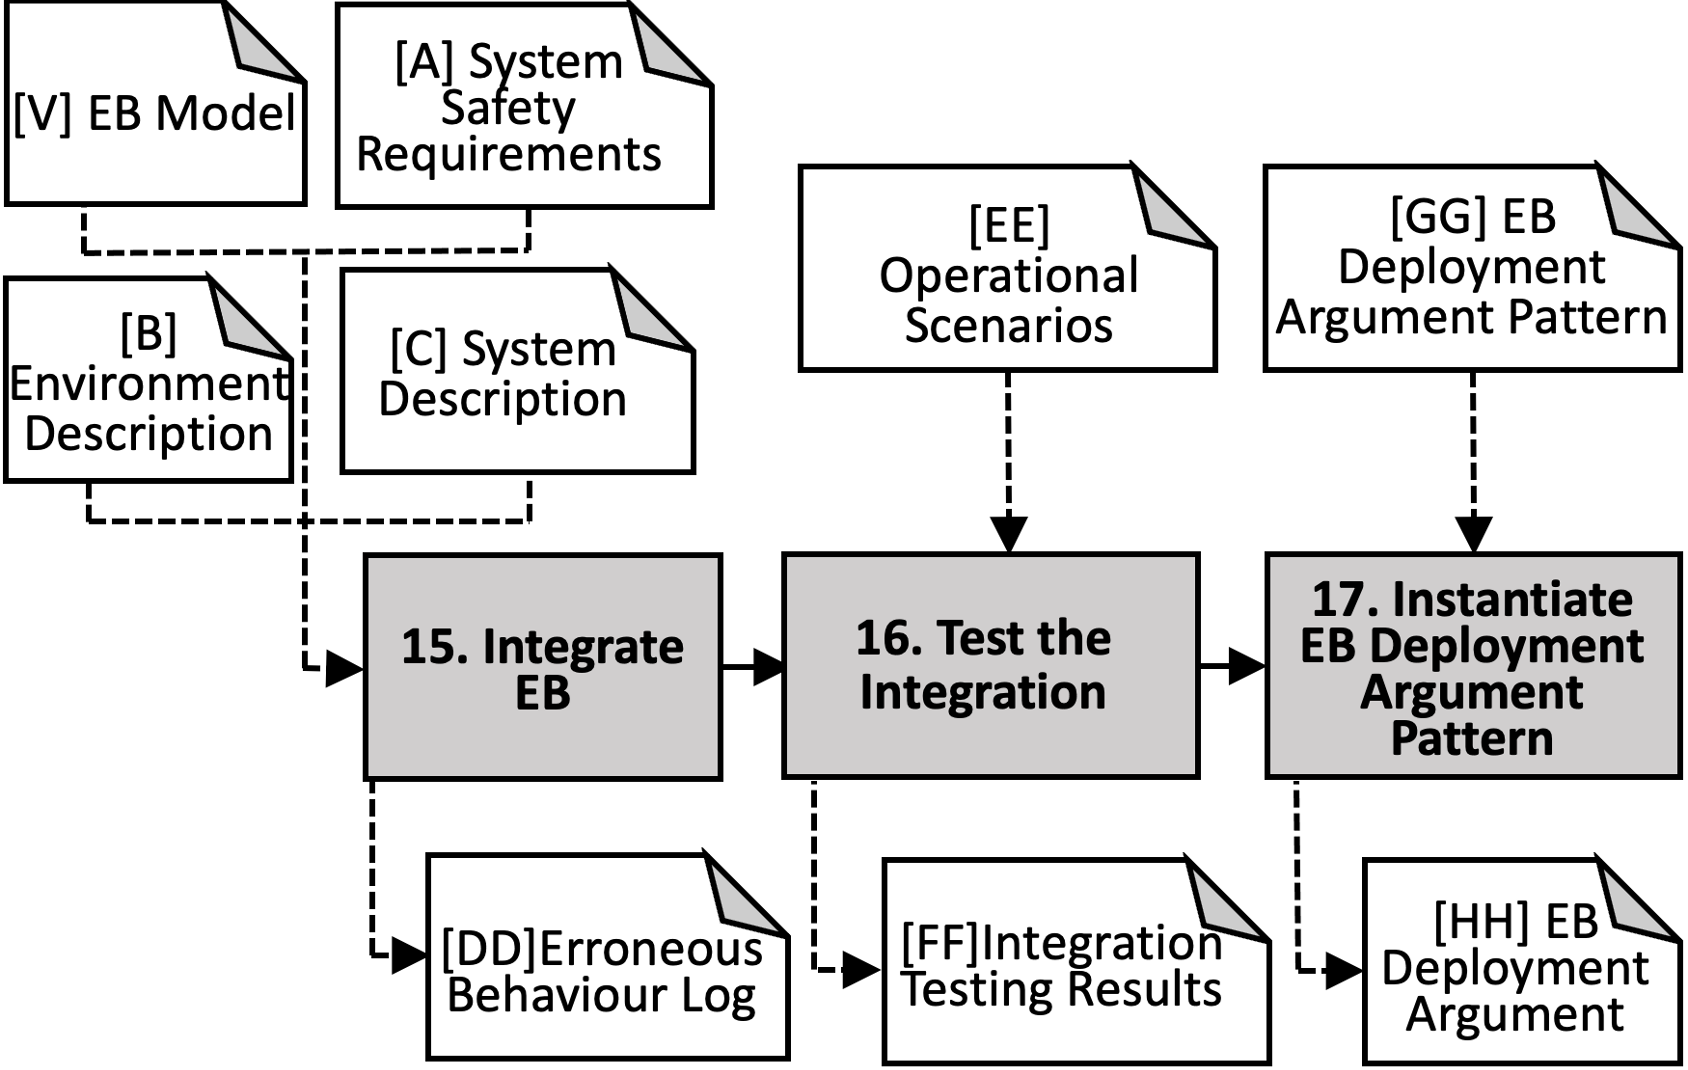 [V] EB Model
[A] System
Safety
Requirements
[B]
Environment
Description
[C] System
Description
[EE]
Operational
Scenarios
[GG] EB
Deployment
Argument Pattern
15. Integrate
EB
16. Test the
Integration
17. Instantiate
EB Deployment
Argument
Pattern
[DD]Erroneous
Behaviour Log
[FF]Integration
Testing Results
[HH] EB
Deployment
Argument